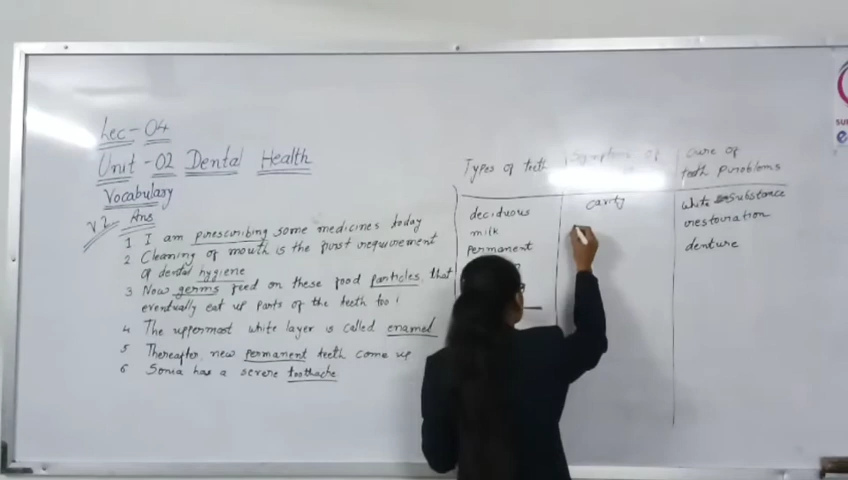 Lec-04
Unit-02 Dental Health
Vocabulary
V2 Ans
1 I am prescribing some medicines today
2 Cleaning of mouth is the first requirement
of dental hygiene
3 Now germs feed on these food particles, that
eventually eat up parts of the teeth too!
4 The uppermost white layer is called enamel
5 Thereafter, new permanent teeth come up
6 Sonia has a severe toothache
Types of teeth
deciduous
milk
permanent
Symptoms of
cavity
Cure of
teeth problems
white substance
restoration
denture